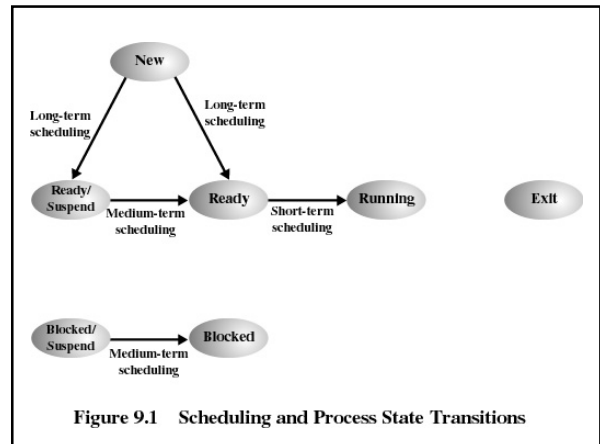 New
Long-term
scheduling
Long-term
scheduling
Ready/
Suspend
Medium-term
scheduling
Ready
Short-term
scheduling
Running
Exit
Blocked/
Suspend
Medium-term
scheduling
Blocked
Figure 9.1 Scheduling and Process State Transitions